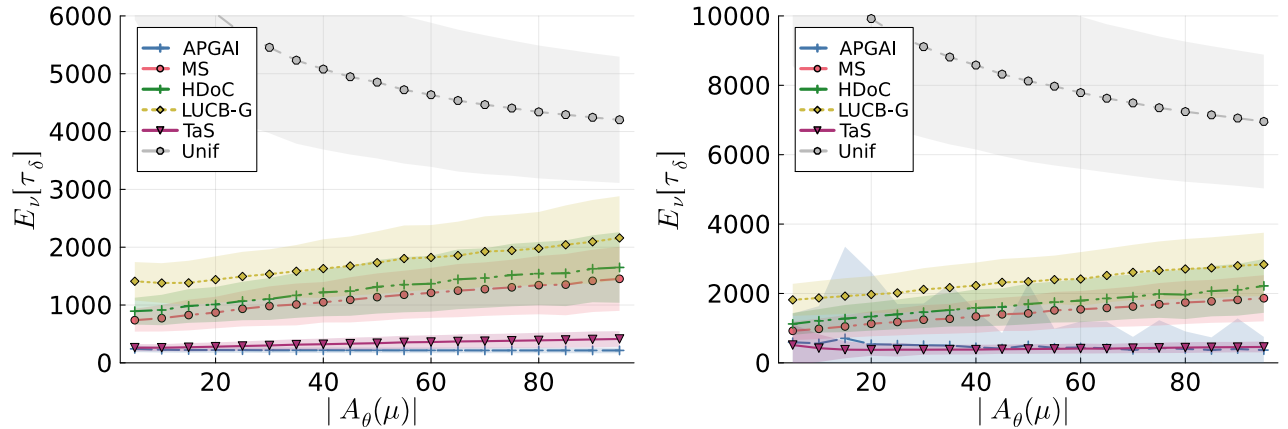 6000
5000
4000
3000
2000
1000
0
E_ν[τ_δ]
APGAI
MS
HDoC
LUCB-G
TaS
Unif
20
40
60
80
| A_θ(μ)|
10000
8000
6000
4000
2000
0
E_ν[τ_δ]
APGAI
MS
HDoC
LUCB-G
TaS
Unif
20
40
60
80
| A_θ(μ)|